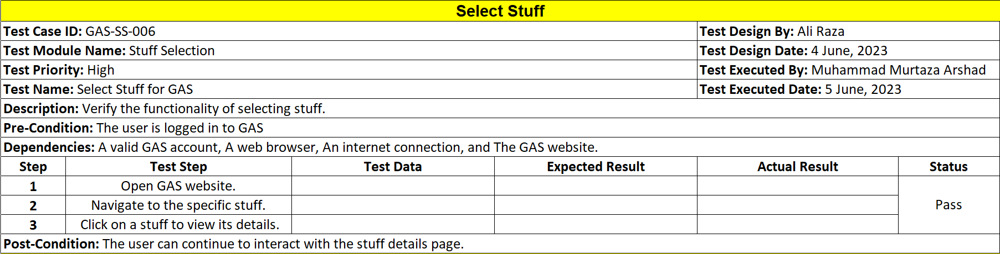 Select Stuff
Test Case ID: GAS-SS-006 Test Design By: Ali Raza
Test Module Name: Stuff Selection Test Design Date: 4 June, 2023
Test Priority: High Test Executed By: Muhammad Murtaza Arshad
Test Name: Select Stuff for GAS Test Executed Date: 5 June, 2023
Description: Verify the functionality of selecting stuff.
Pre-Condition: The user is logged in to GAS
Dependencies: A valid GAS account, A web browser, An internet connection, and The GAS website.
Step Test Step Test Data Expected Result Actual Result Status
1 Open GAS website.
2 Navigate to the specific stuff. Pass
3 Click on a stuff to view its details.
Post-Condition: The user can continue to interact with the stuff details page.